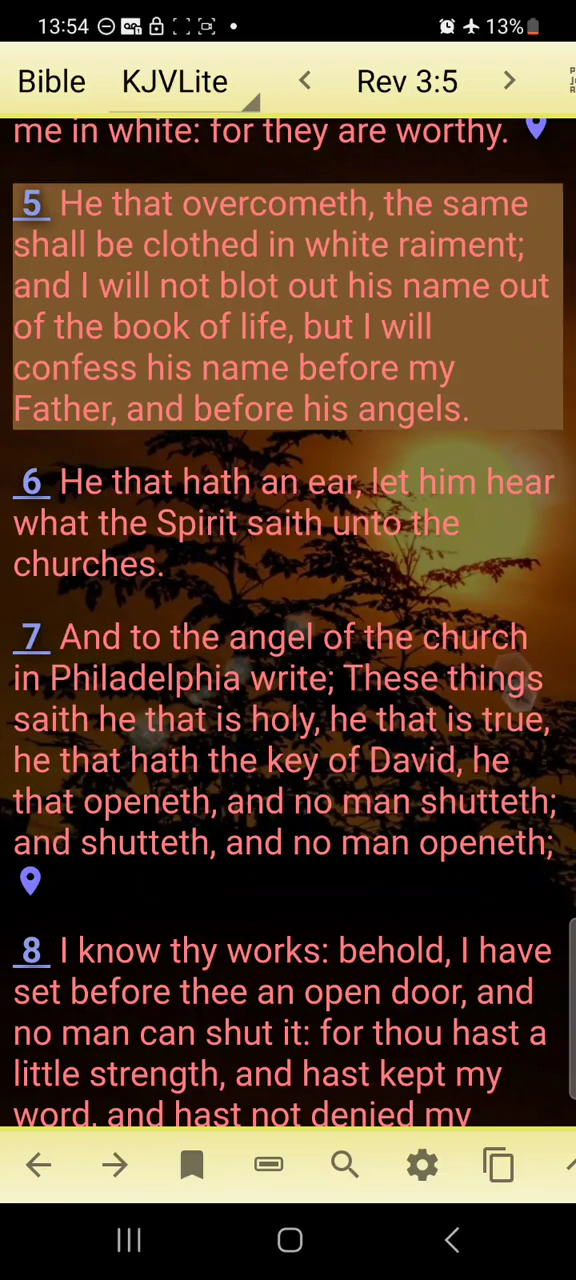 13:54
13%
Bible KJVLite Rev 3:5
me in white: for they are worthy.
5 He that overcometh, the same
shall be clothed in white raiment;
and I will not blot out his name out
of the book of life, but I will
confess his name before my
Father, and before his angels.
6 He that hath an ear, let him hear
what the Spirit saith unto the
churches.
7 And to the angel of the church
in Philadelphia write; These things
saith he that is holy, he that is true,
he that hath the key of David, he
that openeth, and no man shutteth;
and shutteth, and no man openeth;
8 I know thy works: behold, I have
set before thee an open door, and
no man can shut it: for thou hast a
little strength, and hast kept my
word, and hast not denied my